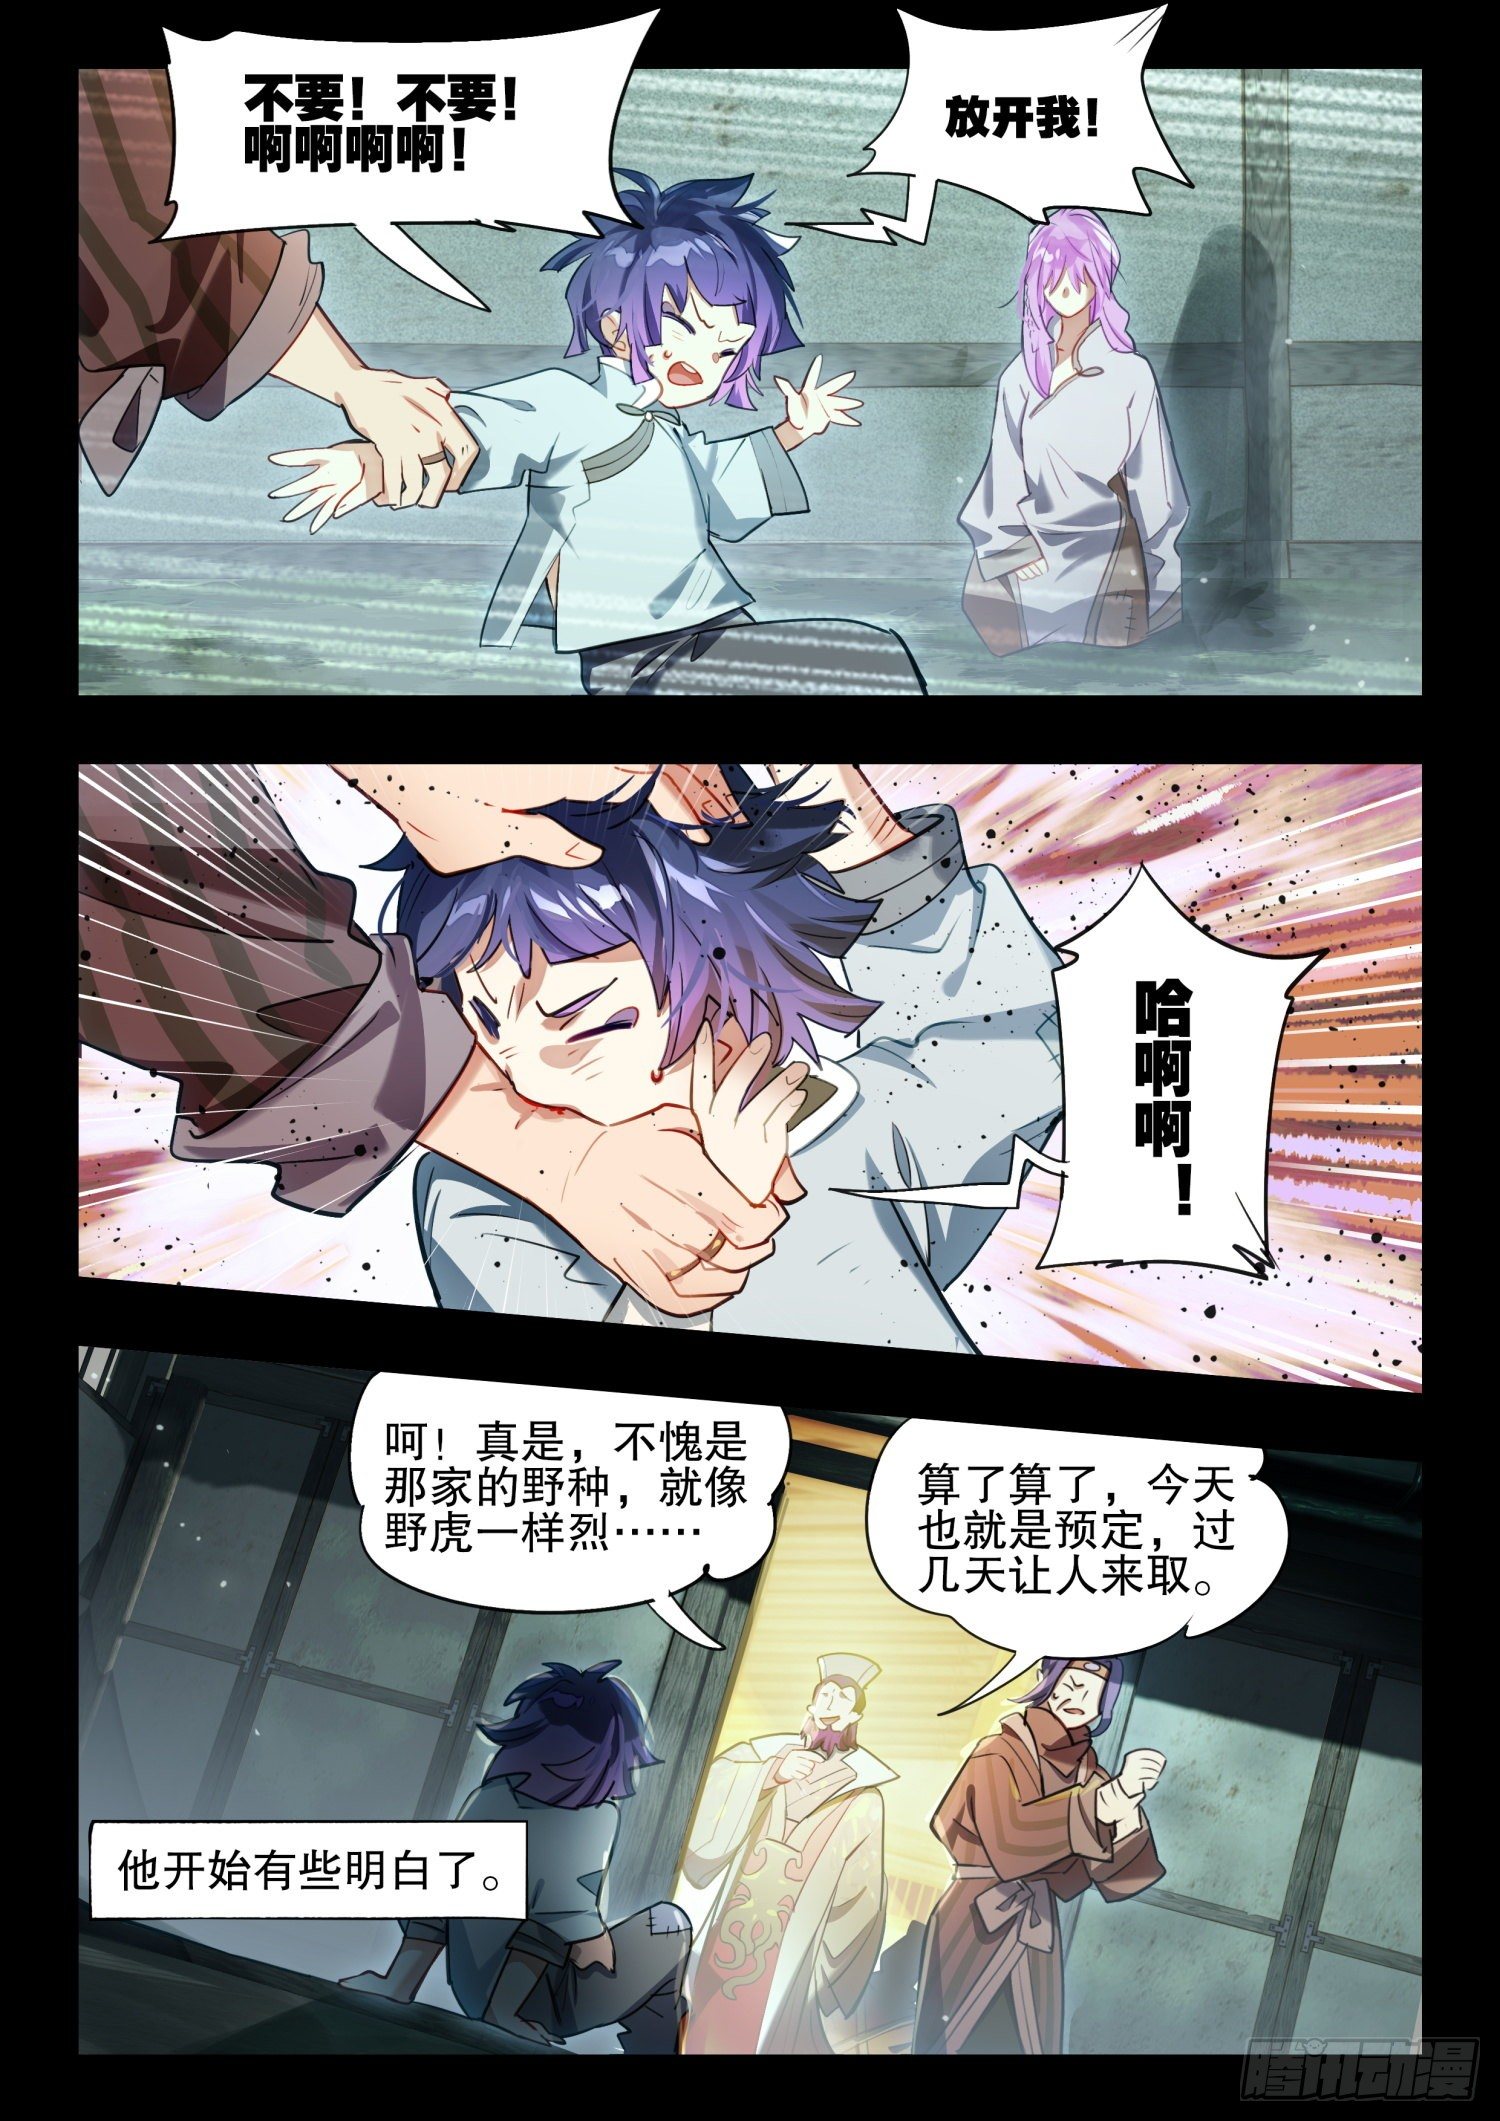 不要！不要！
啊啊啊啊！
放开我！
哈啊啊！
呵！真是，不愧是
那家的野种，就像
野虎一样烈……
算了算了，今天
也就是预定，过
几天让人来取。
他开始有些明白了。
腾讯动漫